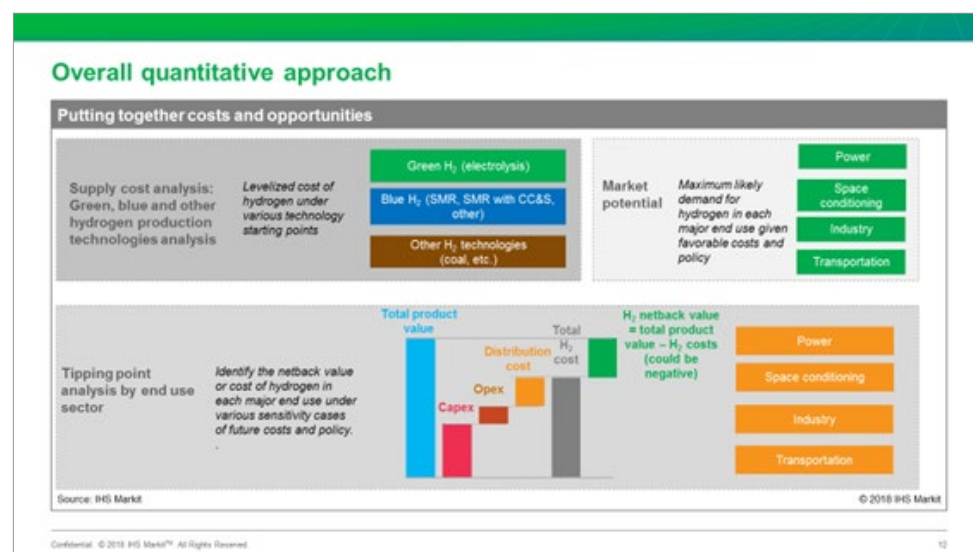 Overall quantitative approach
Putting together costs and opportunities
Supply cost analysis:
Green, blue and other
hydrogen production
technologies analysis
Levelized cost of
hydrogen under
various technology
starting points
Green H₂ (electrolysis)
Blue H₂ (SMR, SMR with CC&S,
other)
Other H₂ technologies
(coal, etc.)
Market
potential
Maximum likely
demand for
hydrogen in each
major end use given
favorable costs and
policy
Power
Space
conditioning
Industry
Transportation
Tipping point
analysis by end use
sector
Identify the netback value
or cost of hydrogen in
each major end use under
various sensitivity cases
of future costs and policy.
.
Total product
value
Capex
Opex
Distribution
cost
Total
H₂
cost
H₂ netback value
= total product
value – H₂ costs
(could be
negative)
Power
Space conditioning
Industry
Transportation
Source: IHS Markit
© 2018 IHS Markit
Confidential. © 2018 IHS Markit™. All Rights Reserved.
12